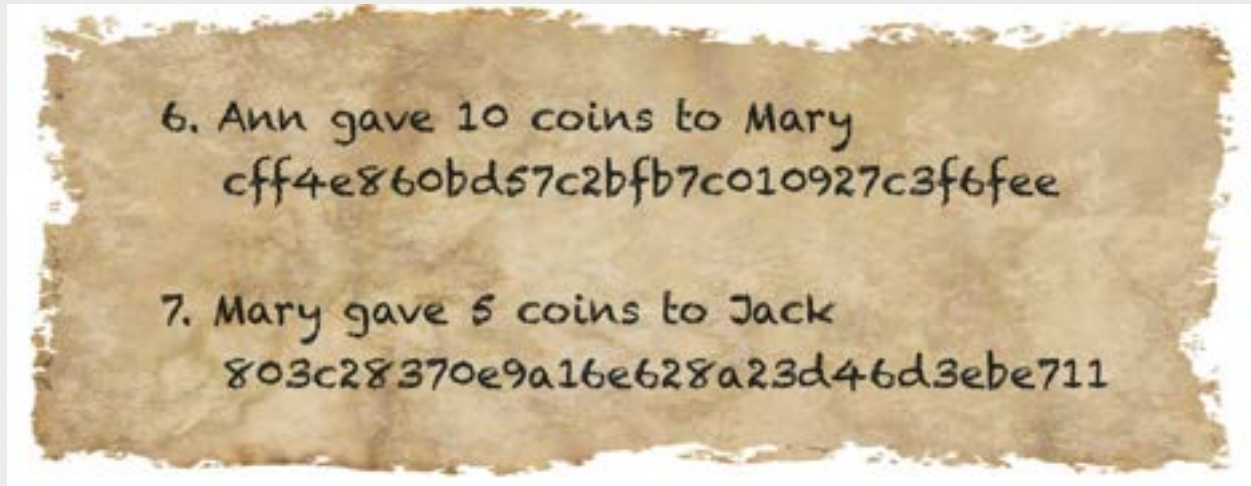 6. Ann gave 10 coins to Mary
cff4e860bd57c2bfb7c010927c3f6fee
7. Mary gave 5 coins to Jack
803c28370e9a16e628a23d46d3ebe711